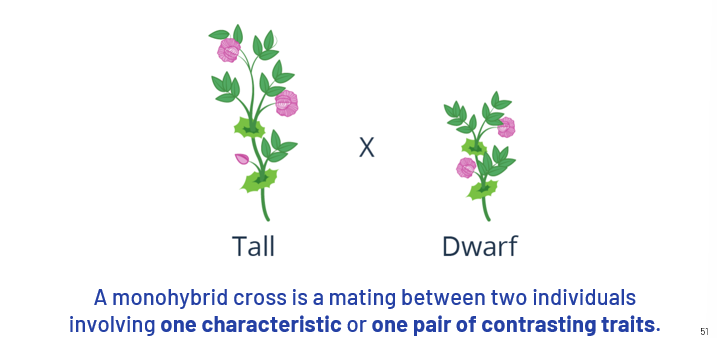 X
Tall
Dwarf
A monohybrid cross is a mating between two individuals
involving one characteristic or one pair of contrasting traits.
51